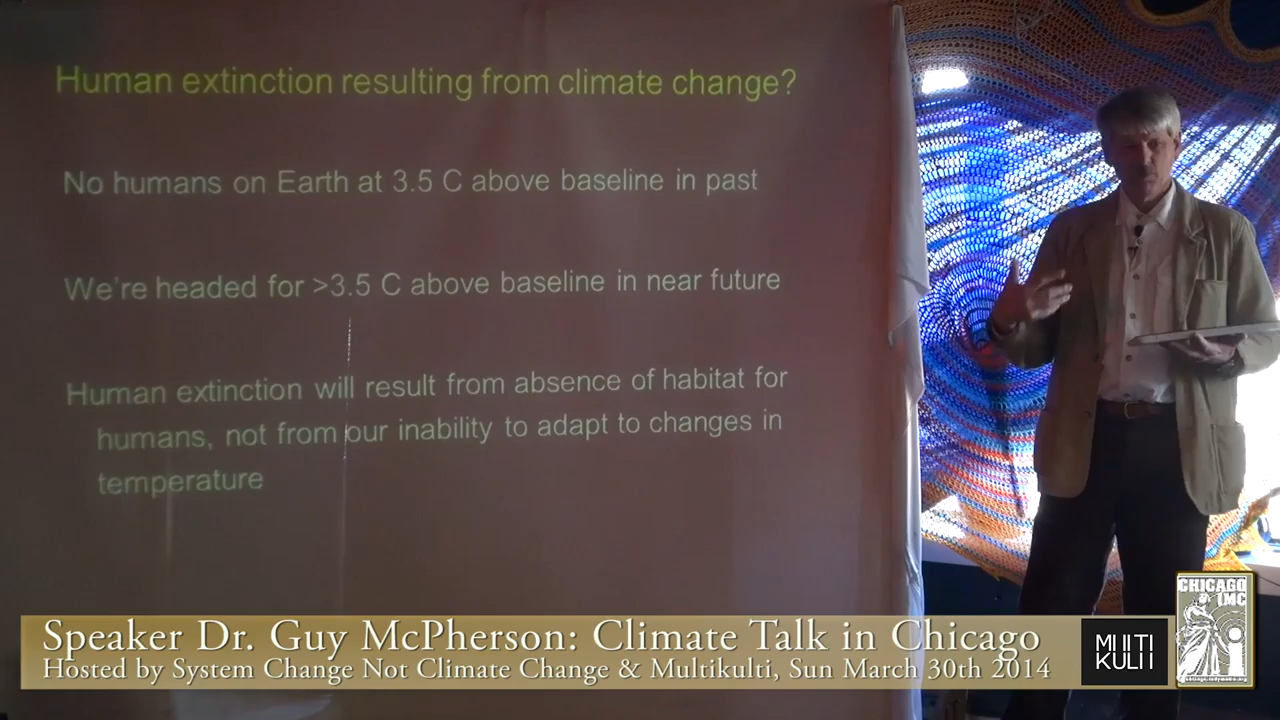 Human extinction resulting from climate change?
No humans on Earth at 3.5 C above baseline in past
We're headed for >3.5 C above baseline in near future
Human extinction will result from absence of habitat for
humans, not from our inability to adapt to changes in
temperature
Speaker Dr. Guy McPherson: Climate Talk in Chicago
Hosted by System Change Not Climate Change & Multikulti, Sun March 30th 2014
MULTI
KULTI
CHICAGO
IMC
chicago.indymedia.org